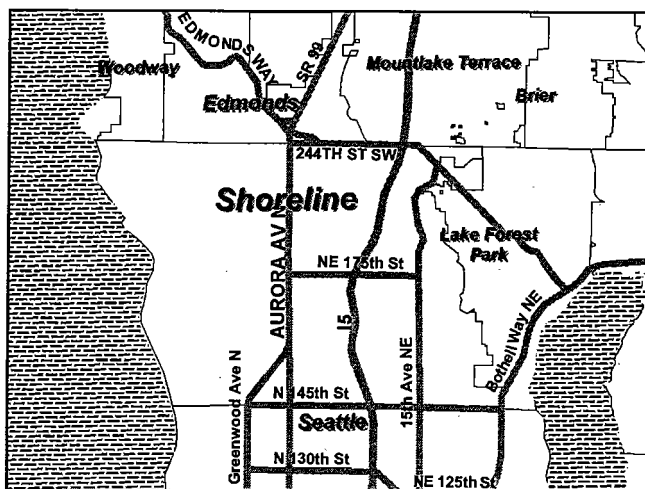 EDMONDS WAY
SR 99
Woodway
Mountlake Terrace
Edmonds
Brier
244TH ST SW
Shoreline
AURORA AV N
Lake Forest
Park
NE 175th St
I5
15th Ave NE
Bothell Way NE
Greenwood Ave N
N 145th St
Seattle
N 130th St
NE 125th St